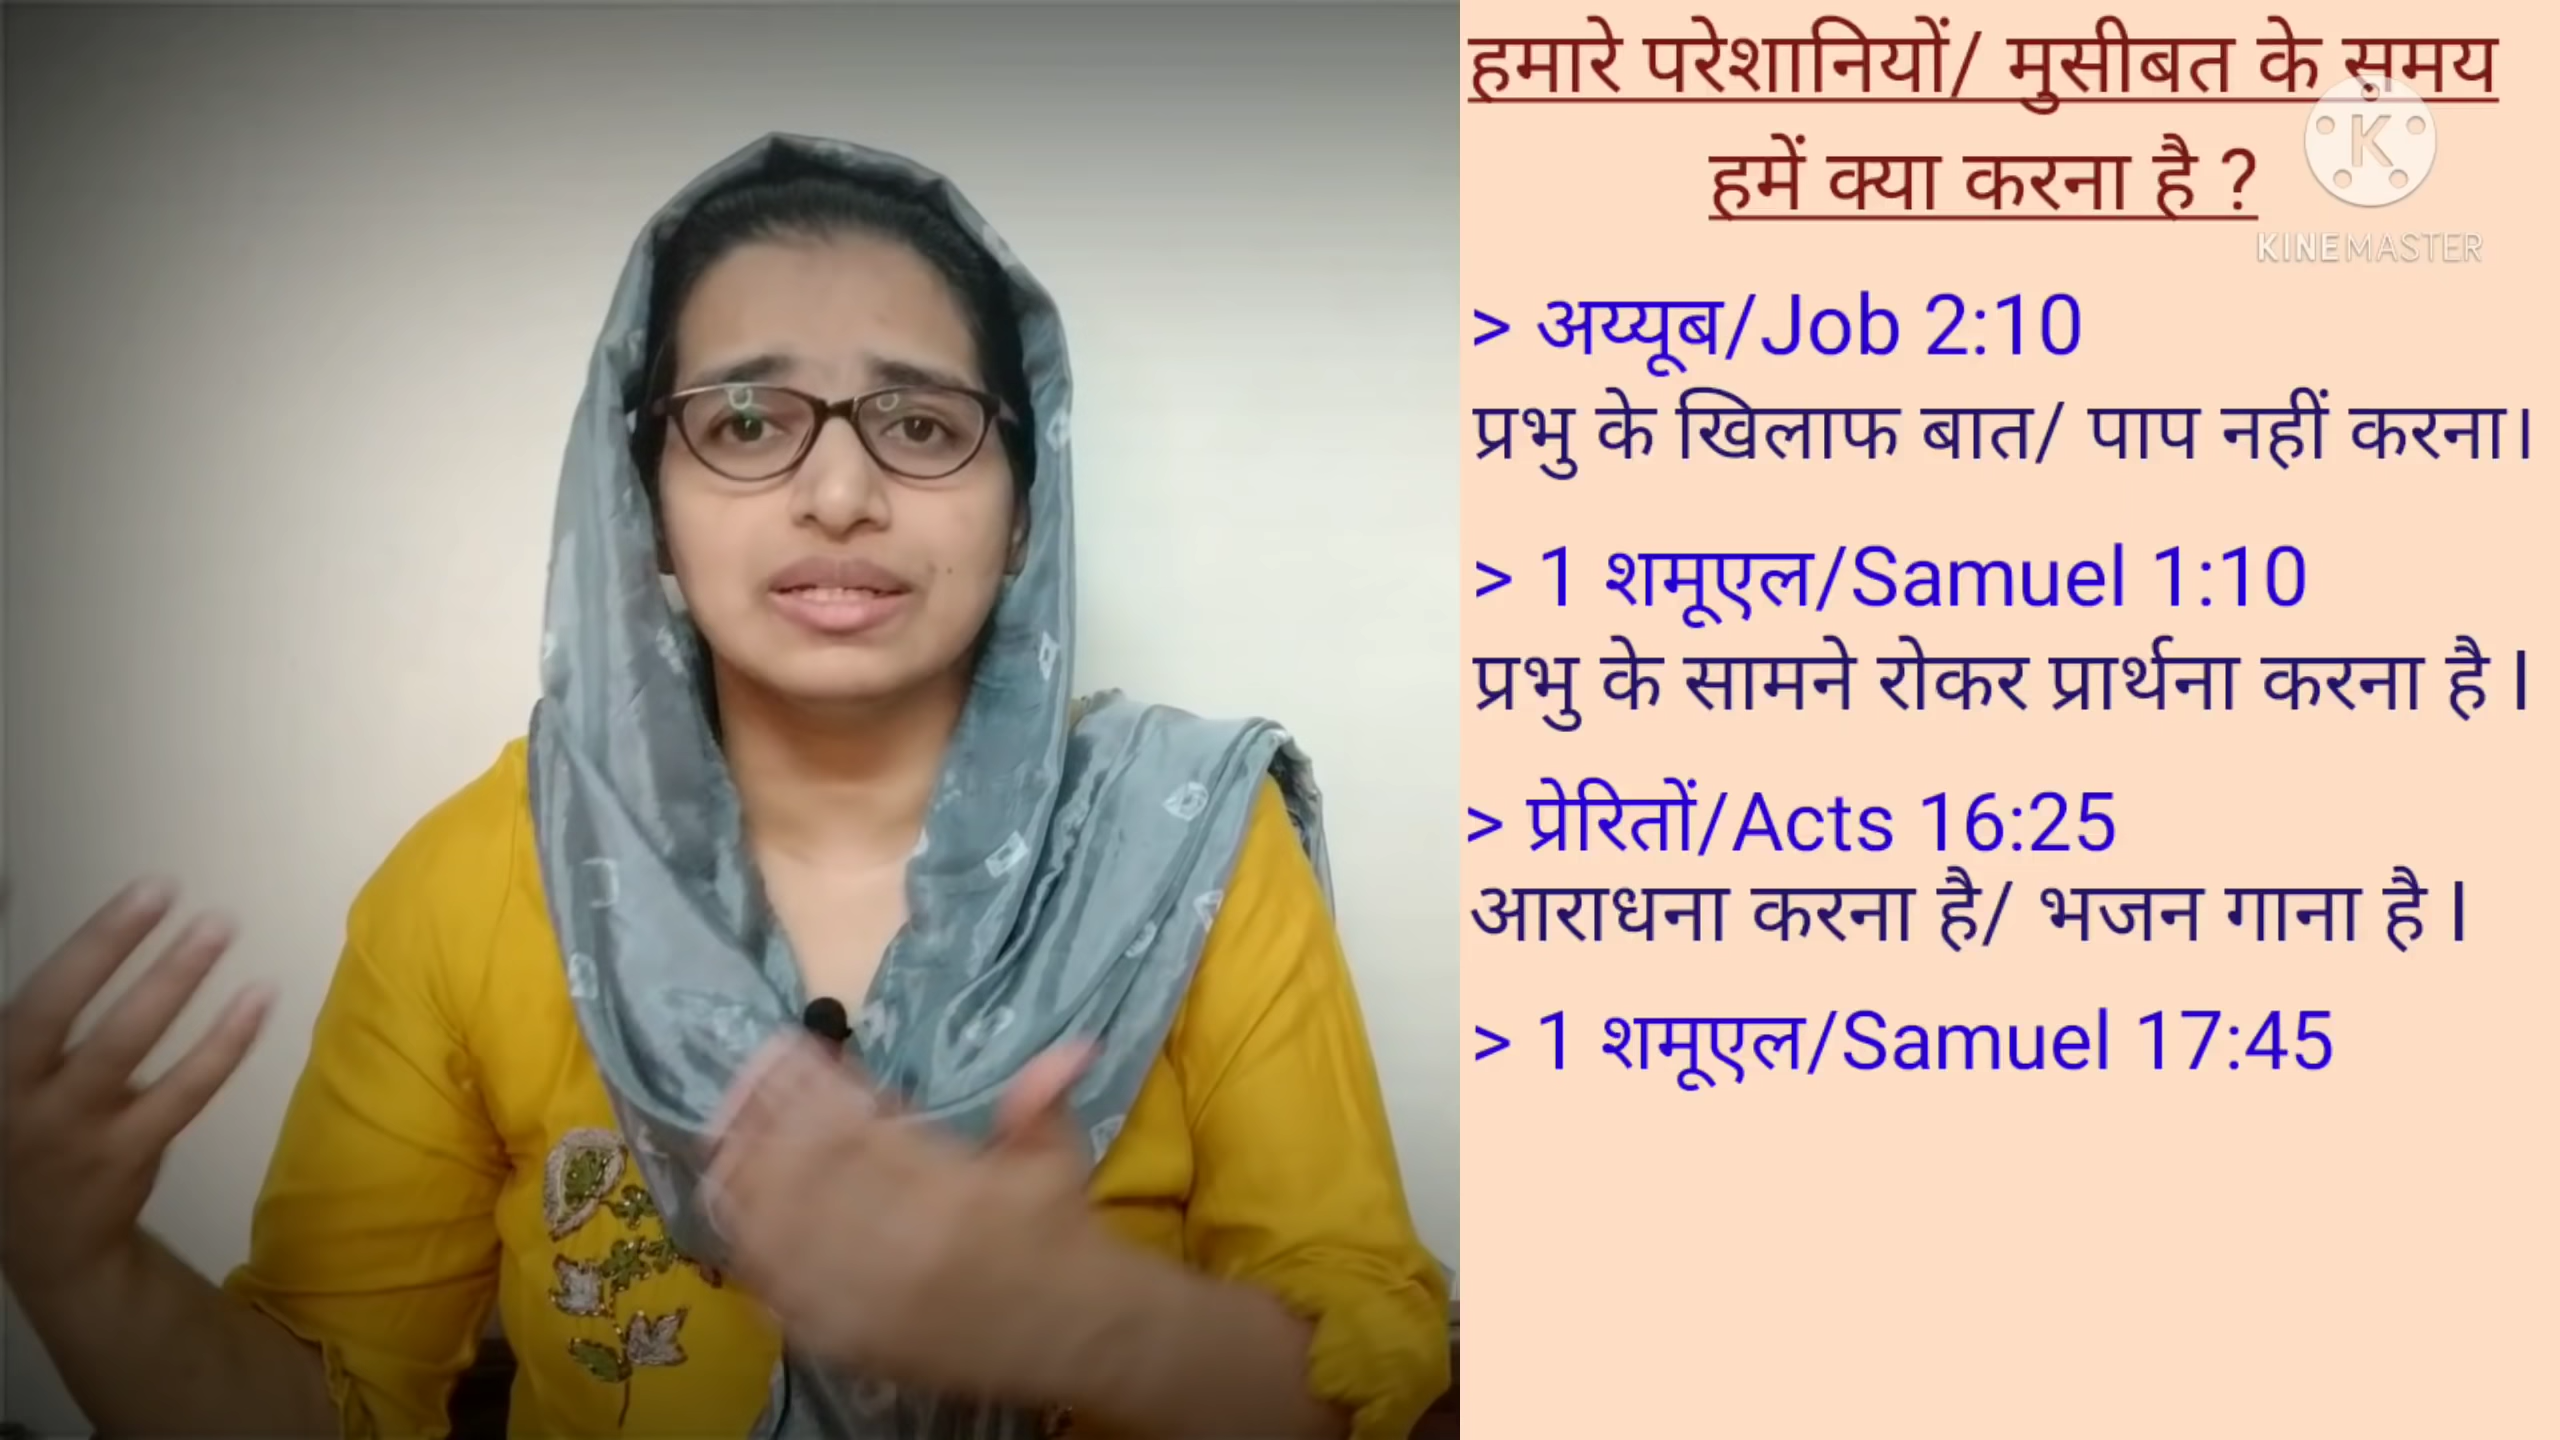 हमारे परेशानियों/ मुसीबत के समय
हमें क्या करना है ?
KINEMASTER
> अय्यूब/Job 2:10
प्रभु के खिलाफ बात/ पाप नहीं करना।
> 1 शमूएल/Samuel 1:10
प्रभु के सामने रोकर प्रार्थना करना है l
> प्रेरितों/Acts 16:25
आराधना करना है/ भजन गाना है l
> 1 शमूएल/Samuel 17:45